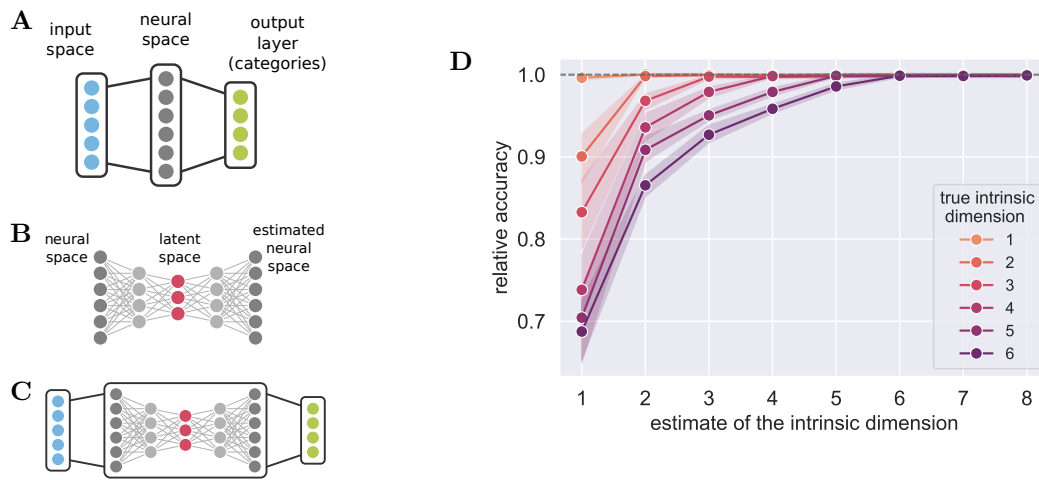 A
input
space
neural
space
output
layer
(categories)
B
neural
space
latent
space
estimated
neural
space
C
D
relative accuracy
1.0
0.9
0.8
0.7
1 2 3 4 5 6 7 8
estimate of the intrinsic dimension
true intrinsic
dimension
1
2
3
4
5
6